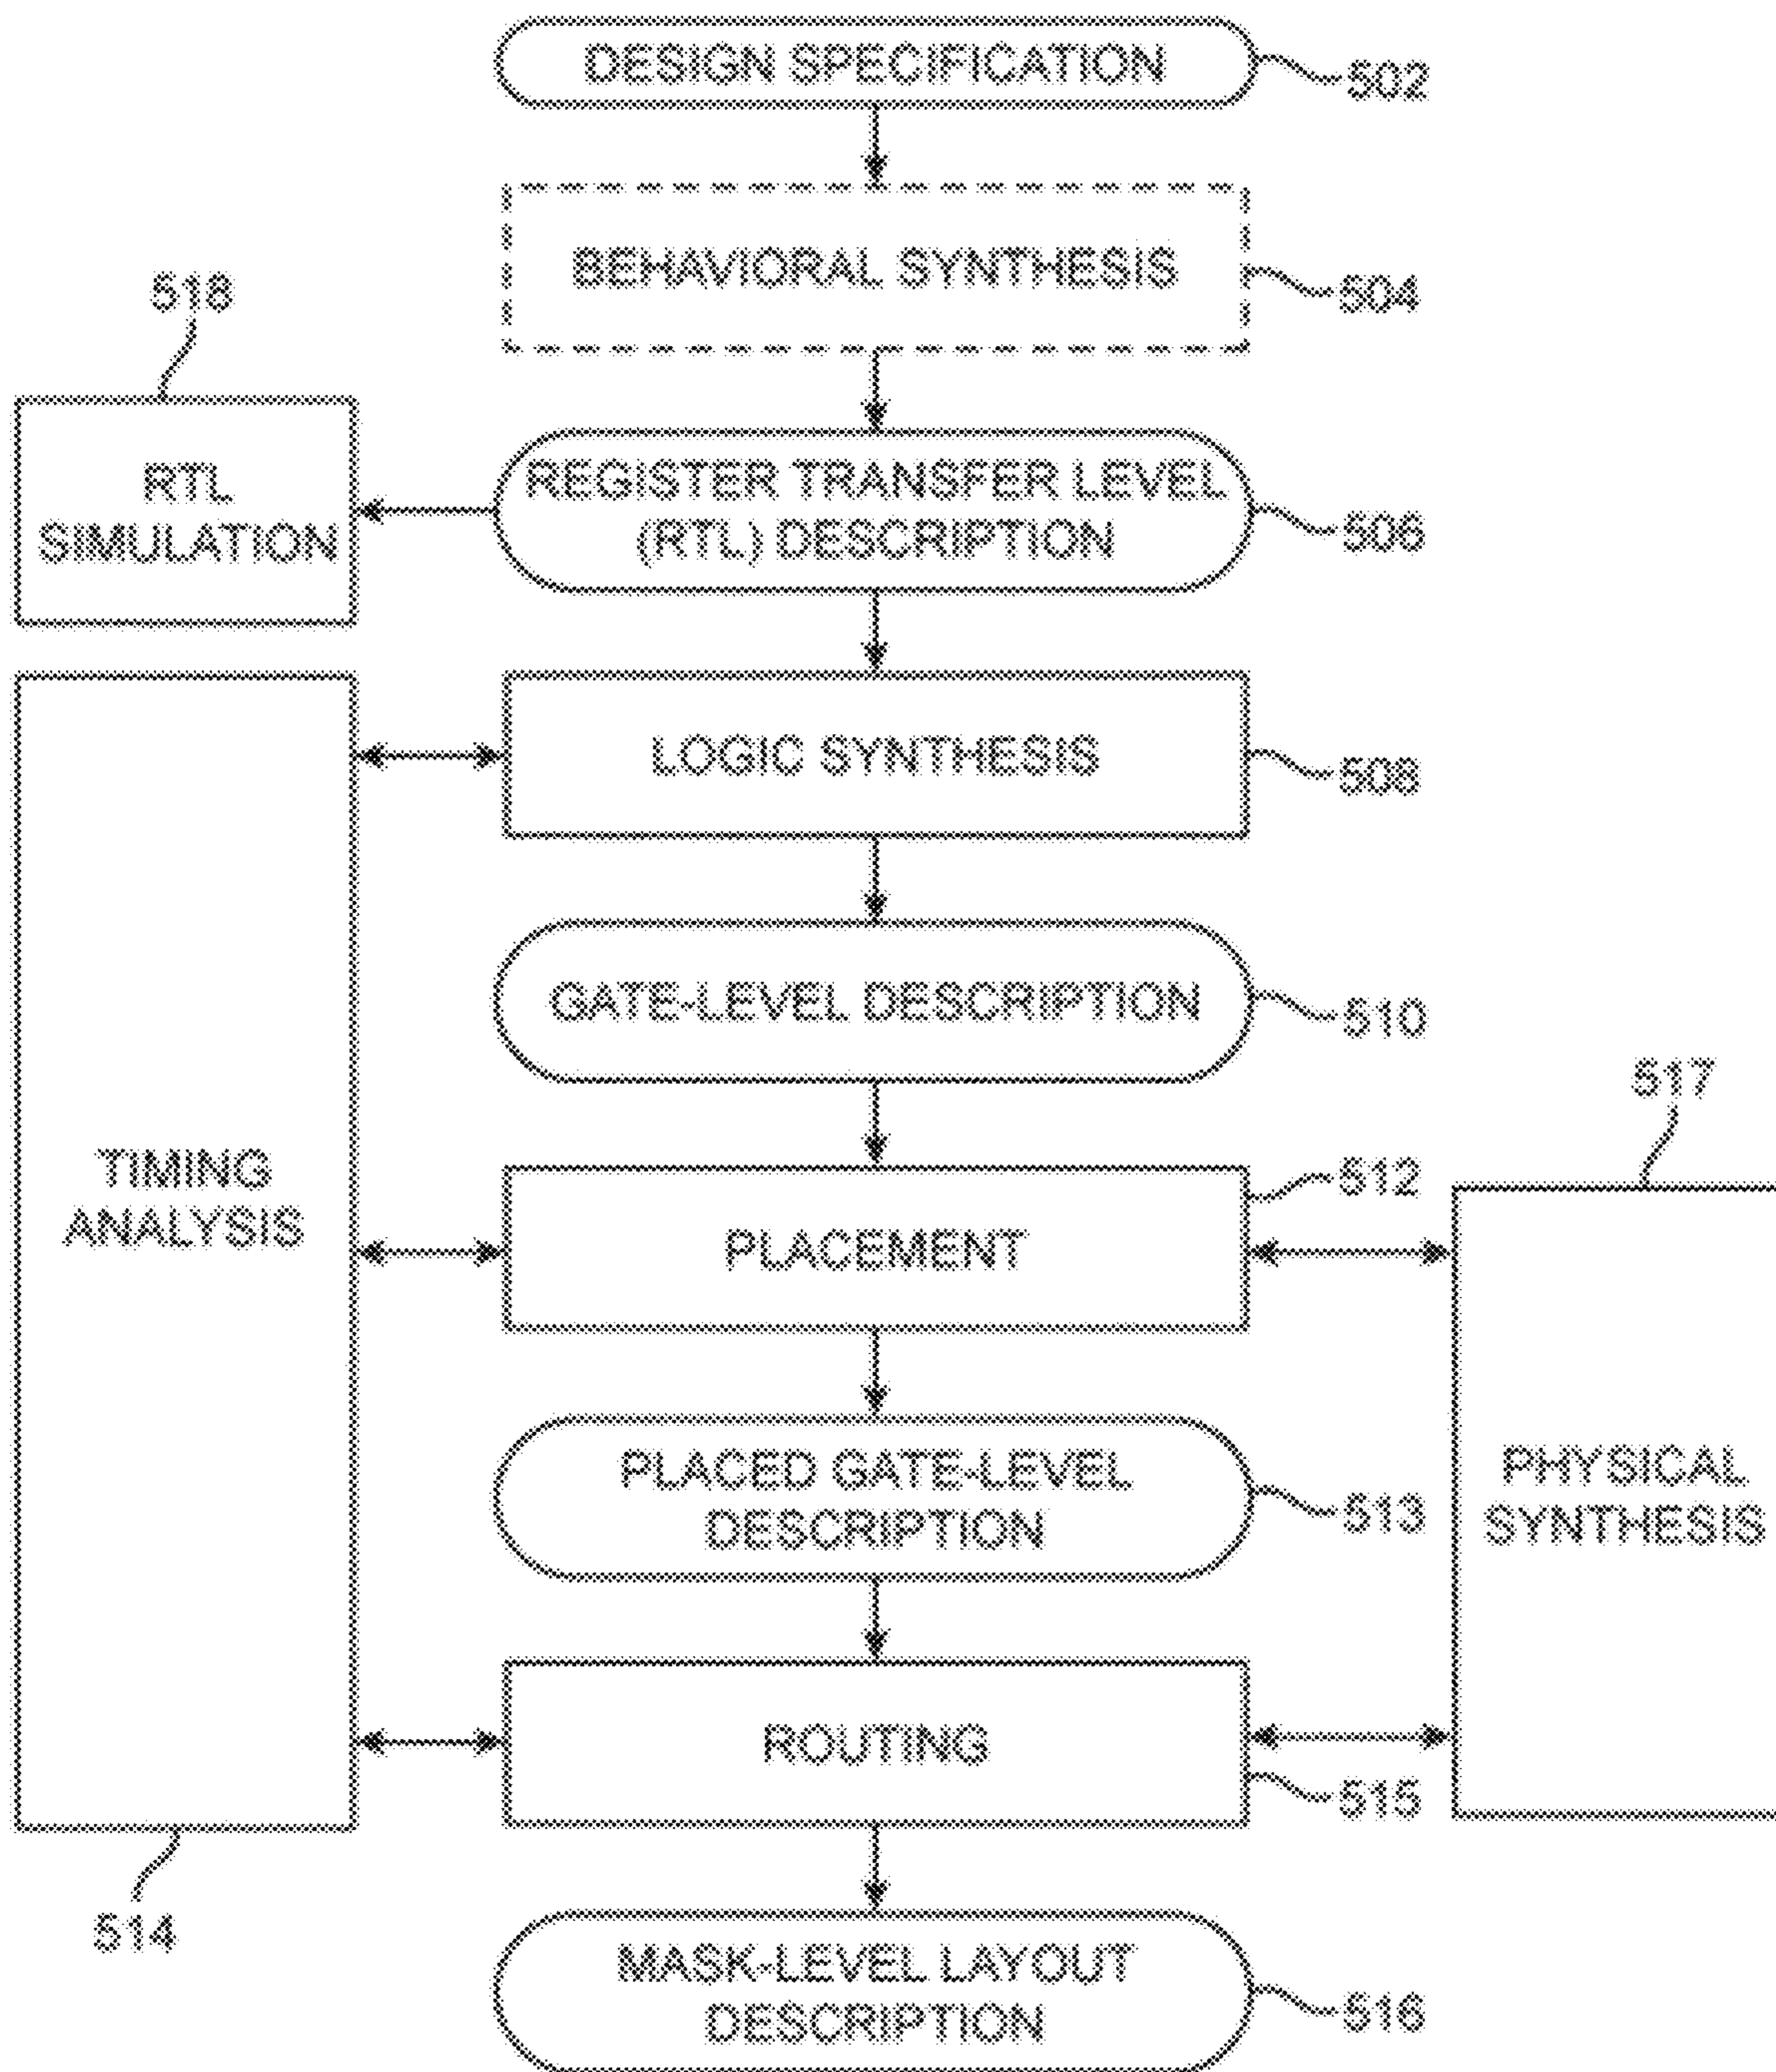 DESIGN SPECIFICATION
502
BEHAVIORAL SYNTHESIS
504
518
RTL
SIMULATION
REGISTER TRANSFER LEVEL
(RTL) DESCRIPTION
506
LOGIC SYNTHESIS
508
GATE-LEVEL DESCRIPTION
510
517
TIMING
ANALYSIS
512
PLACEMENT
PLACED GATE-LEVEL
DESCRIPTION
513
PHYSICAL
SYNTHESIS
ROUTING
515
514
MASK-LEVEL LAYOUT
DESCRIPTION
516